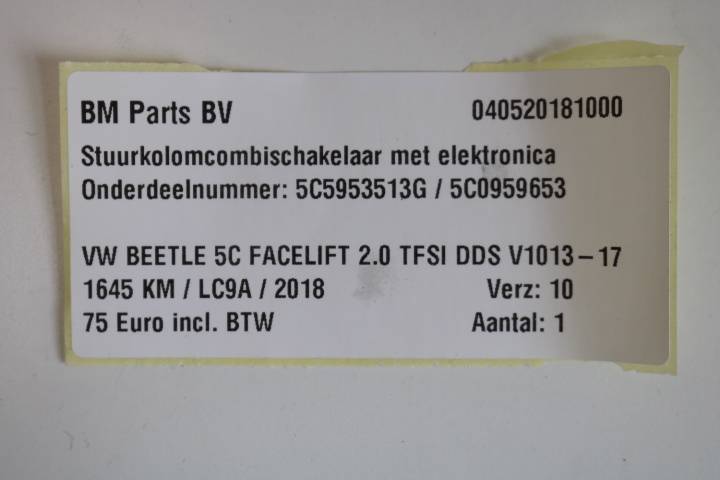 BM Parts BV 040520181000
Stuurkolomcombischakelaar met elektronica
Onderdeelnummer: 5C5953513G / 5C0959653
VW BEETLE 5C FACELIFT 2.0 TFSI DDS V1013-17
1645 KM / LC9A / 2018 Verz: 10
75 Euro incl. BTW Aantal: 1